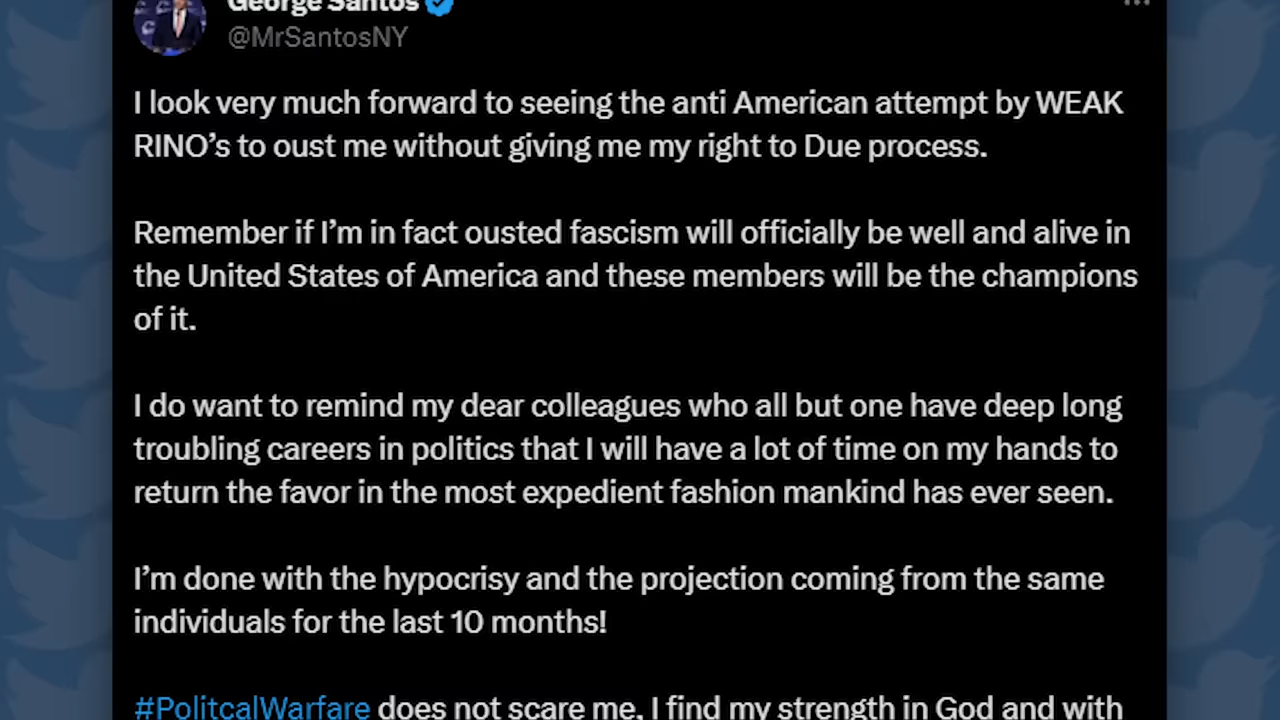 George Santos
@MrSantosNY
I look very much forward to seeing the anti American attempt by WEAK
RINO’s to oust me without giving me my right to Due process.
Remember if I’m in fact ousted fascism will officially be well and alive in
the United States of America and these members will be the champions
of it.
I do want to remind my dear colleagues who all but one have deep long
troubling careers in politics that I will have a lot of time on my hands to
return the favor in the most expedient fashion mankind has ever seen.
I’m done with the hypocrisy and the projection coming from the same
individuals for the last 10 months!
#PolitcalWarfare does not scare me, I find my strength in God and with